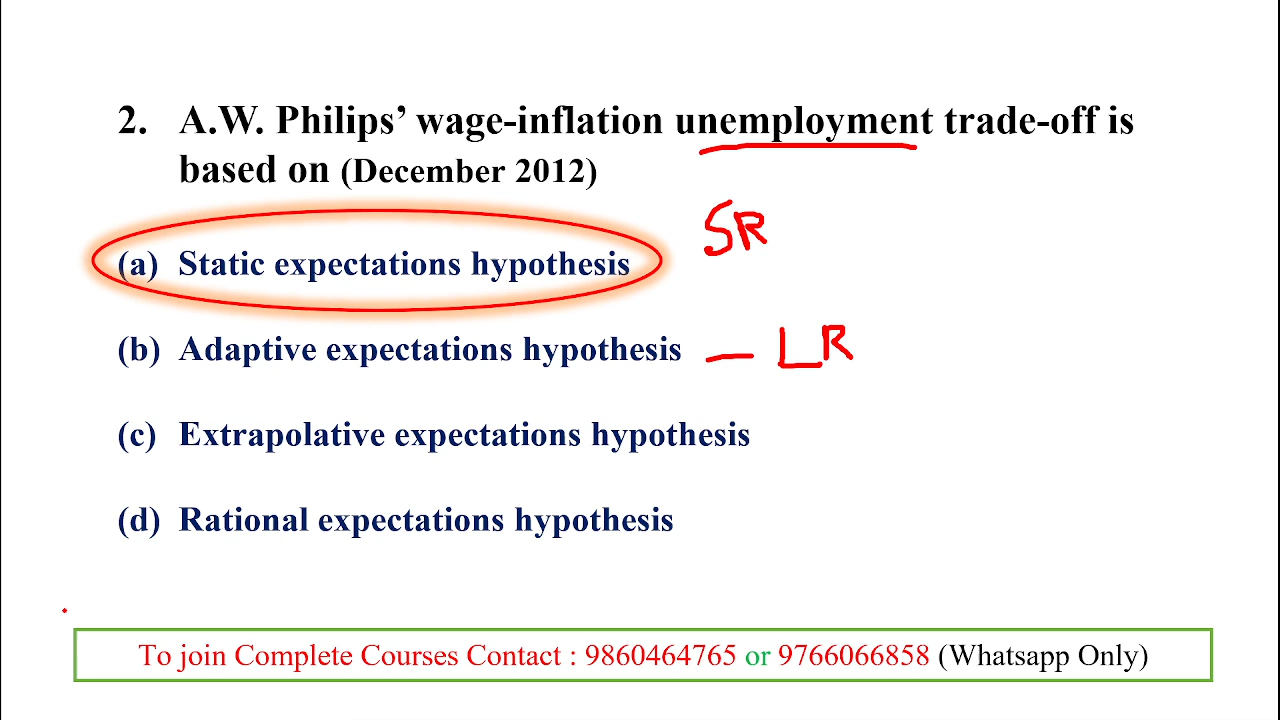 2. A.W. Philips’ wage-inflation unemployment trade-off is
based on (December 2012)
SR
(a) Static expectations hypothesis
(b) Adaptive expectations hypothesis — LR
(c) Extrapolative expectations hypothesis
(d) Rational expectations hypothesis
To join Complete Courses Contact : 9860464765 or 9766066858 (Whatsapp Only)